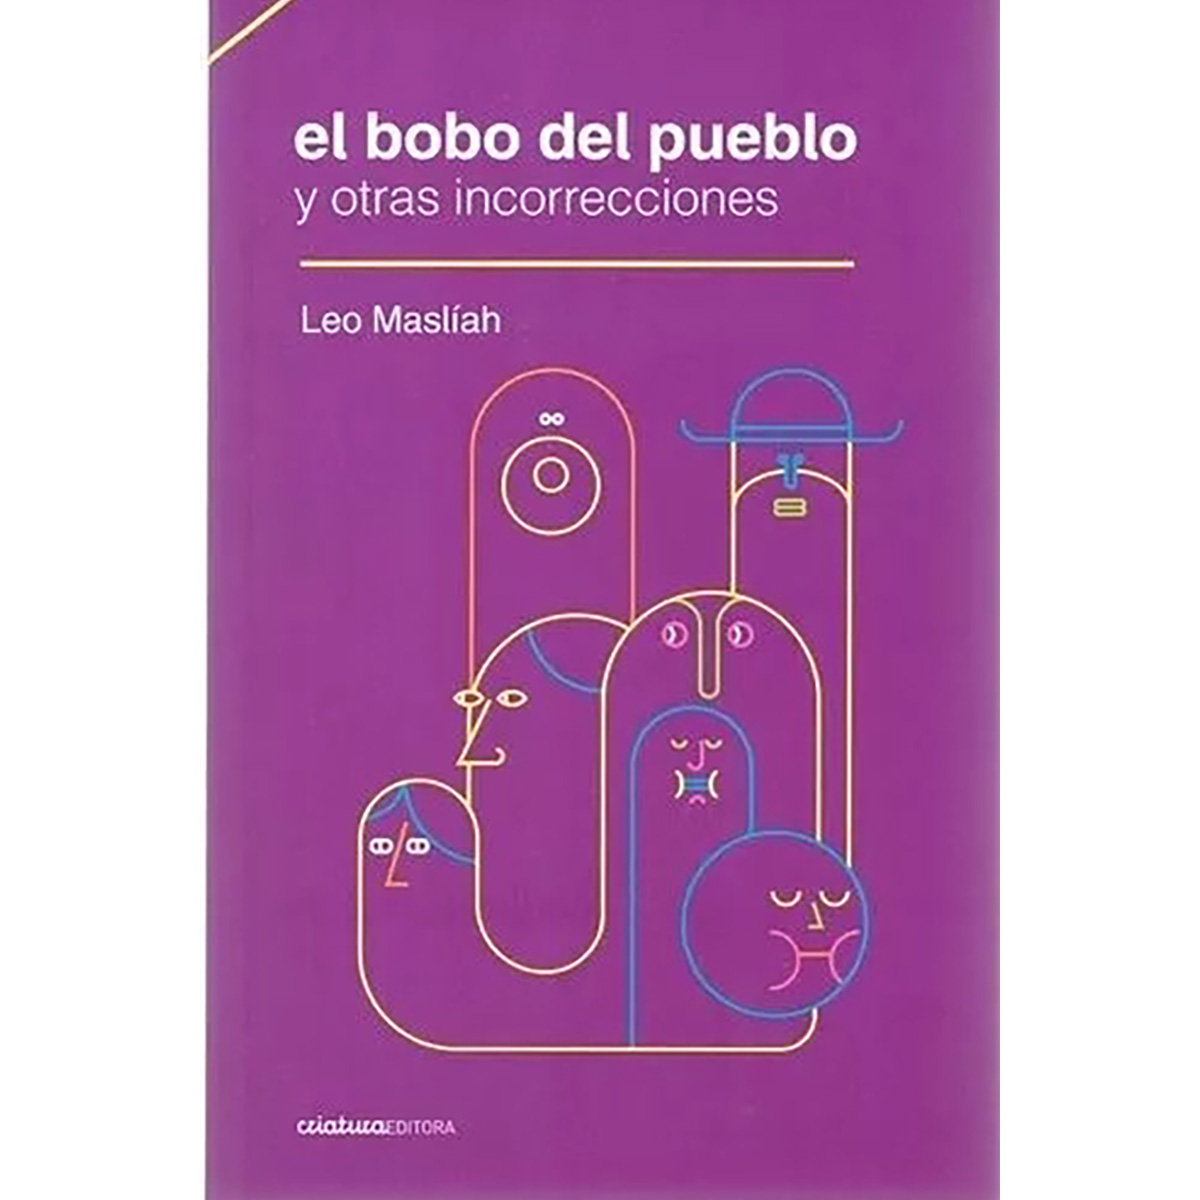 el bobo del pueblo
y otras incorrecciones
Leo Maslíah
criaturaEDITORA